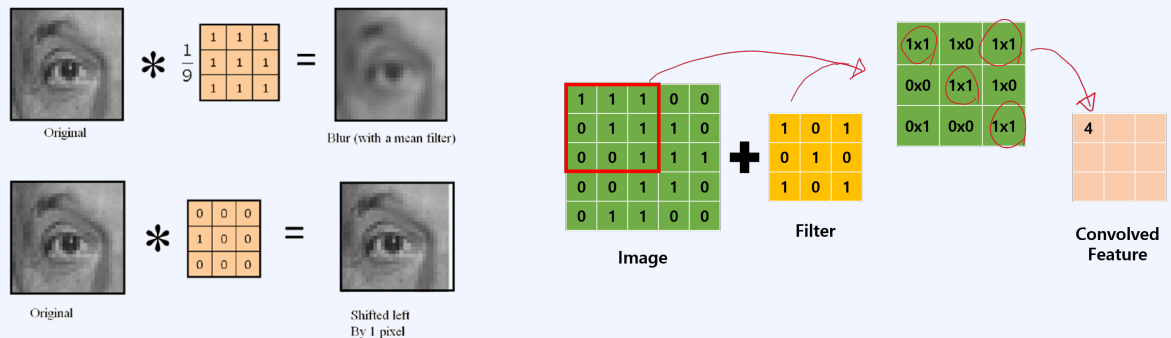 1 1 1
1 1 1
1 1 1
1
9
*
=
Original
Blur (with a mean filter)
0 0 0
1 0 0
0 0 0
*
=
Original
Shifted left
By 1 pixel
1 1 1 0 0
0 1 1 1 0
0 0 1 1 1
0 0 1 1 0
0 1 1 0 0
Image
+
1 0 1
0 1 0
1 0 1
Filter
1x1 1x0 1x1
0x0 1x1 1x0
0x1 0x0 1x1
4
Convolved
Feature